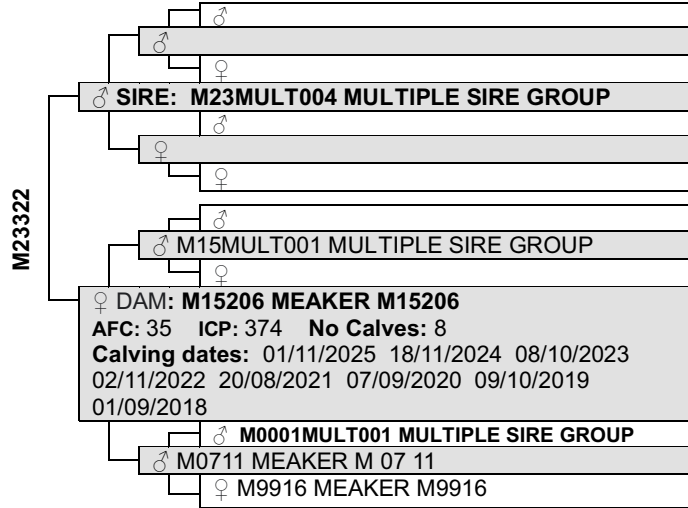 ♂
♂
♀
♂ SIRE: M23MULT004 MULTIPLE SIRE GROUP
♂
♀
♀
M23322
♂
♂ M15MULT001 MULTIPLE SIRE GROUP
♀
♀ DAM: M15206 MEAKER M15206
AFC: 35 ICP: 374 No Calves: 8
Calving dates: 01/11/2025 18/11/2024 08/10/2023
02/11/2022 20/08/2021 07/09/2020 09/10/2019
01/09/2018
♂ M0001MULT001 MULTIPLE SIRE GROUP
♂ M0711 MEAKER M 07 11
♀ M9916 MEAKER M9916